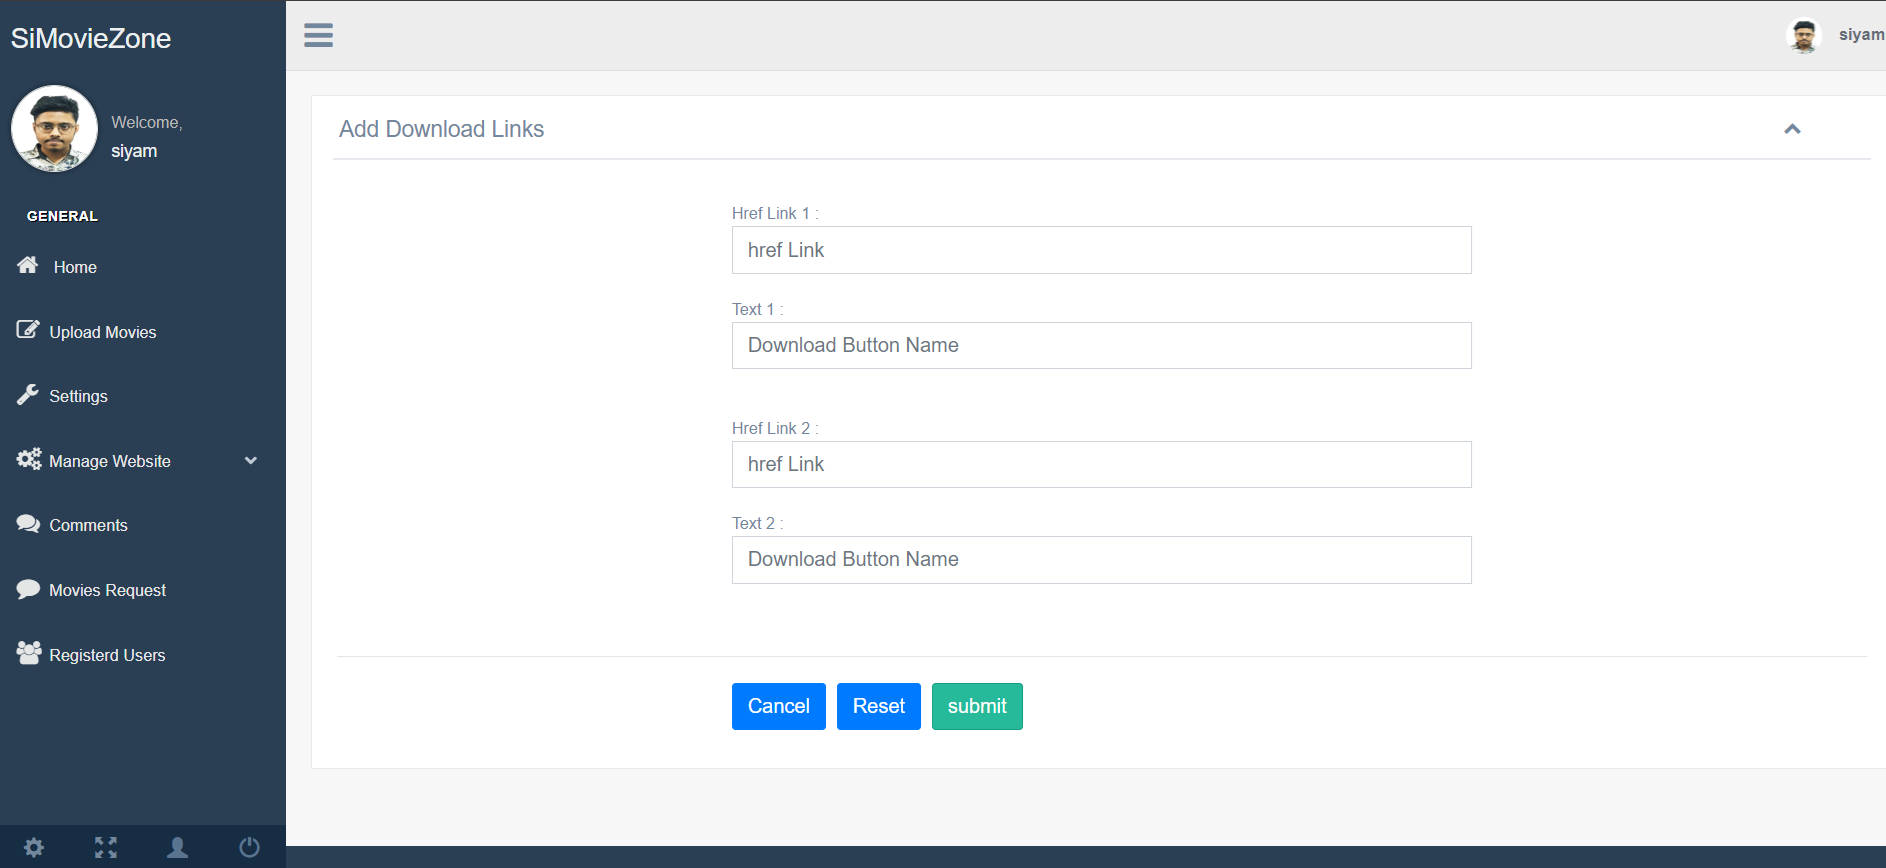 SiMovieZone
siyam
Welcome,
siyam
GENERAL
Home
Upload Movies
Settings
Manage Website
Comments
Movies Request
Registerd Users
Add Download Links
Href Link 1 :
href Link
Text 1 :
Download Button Name
Href Link 2 :
href Link
Text 2 :
Download Button Name
Cancel
Reset
submit